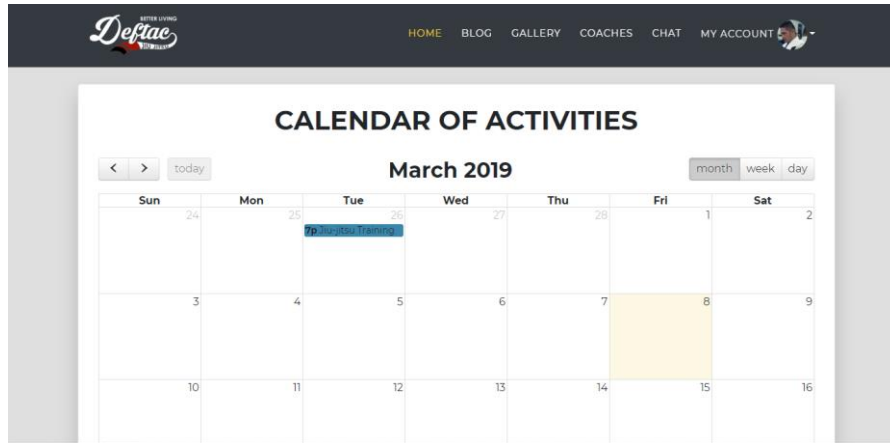 BETTER LIVING
Deftac
HOME BLOG GALLERY COACHES CHAT MY ACCOUNT
CALENDAR OF ACTIVITIES
< > today
March 2019
month week day
Sun Mon Tue Wed Thu Fri Sat
24 25 26 27 28 1 2
7p Jiu-jitsu Training
3 4 5 6 7 8 9
10 11 12 13 14 15 16